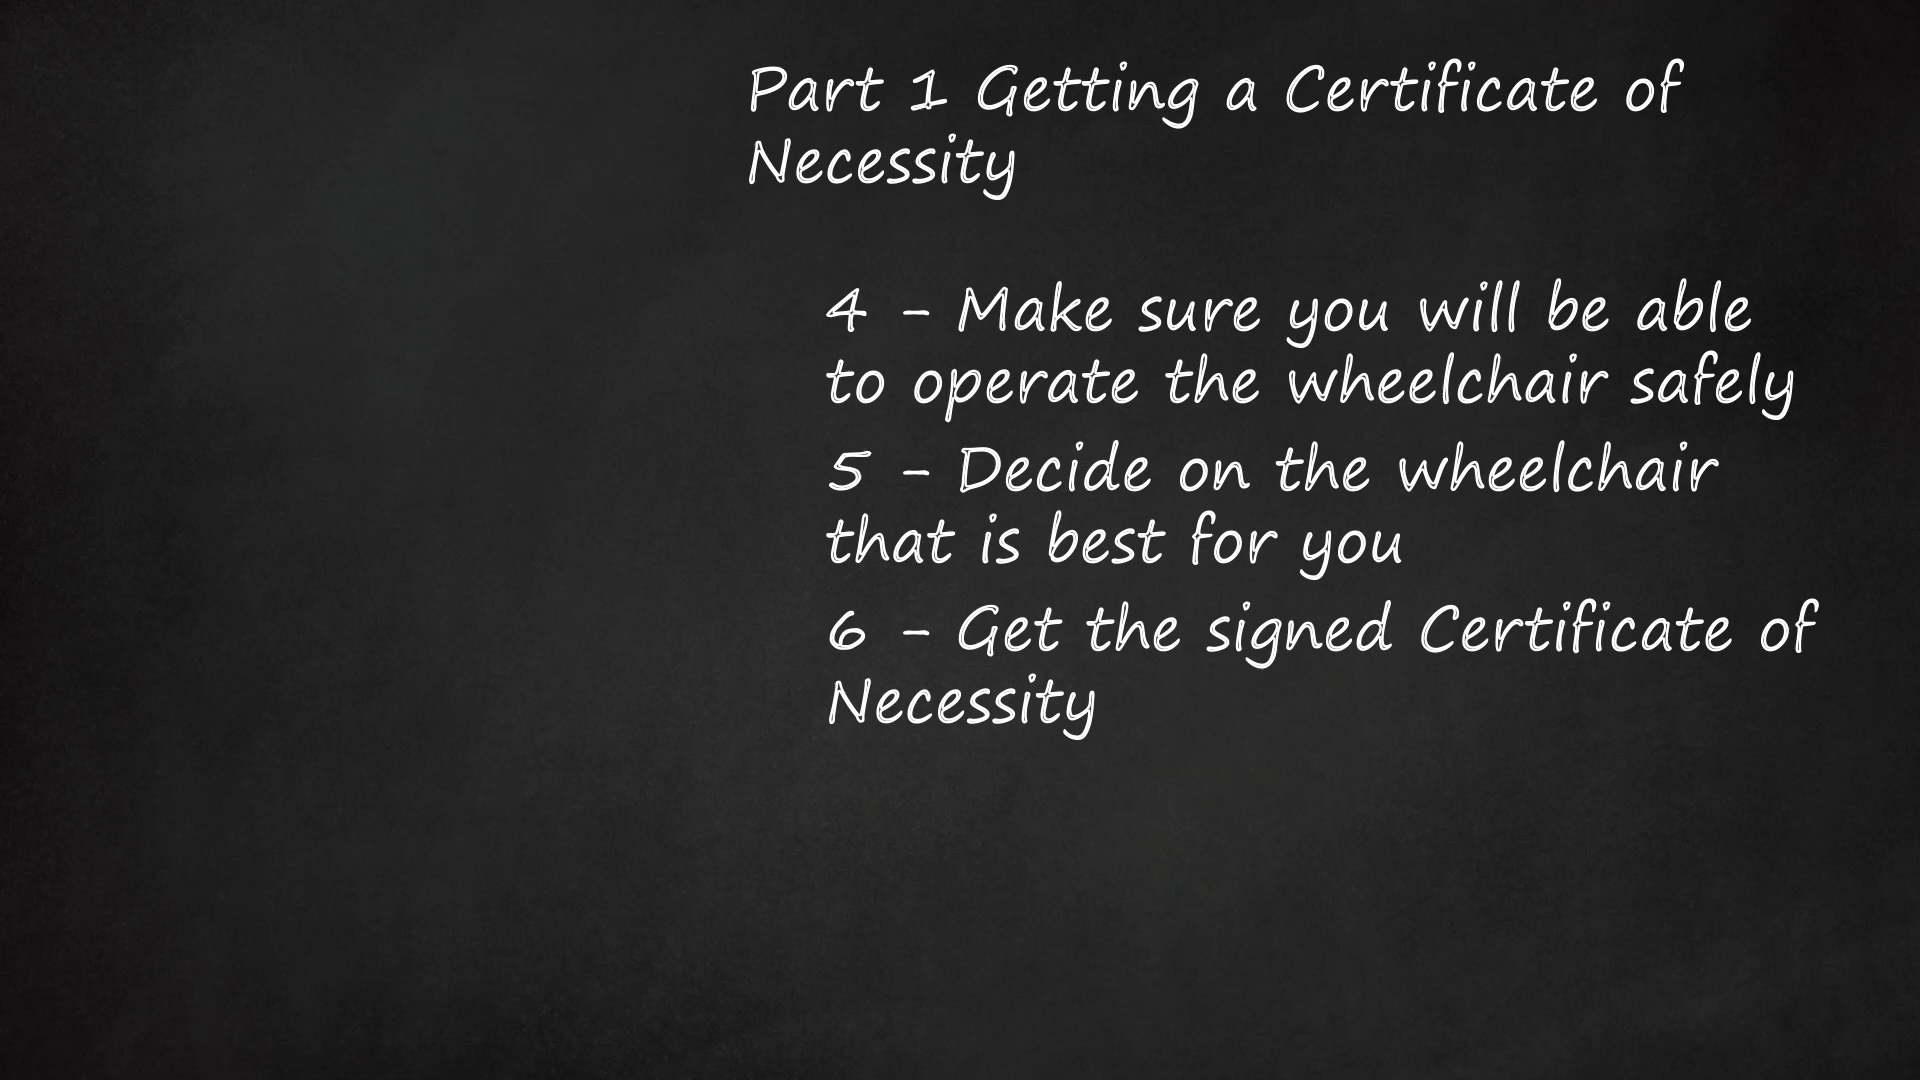 Part 1 Getting a Certificate of
Necessity
4 - Make sure you will be able
to operate the wheelchair safely
5 - Decide on the wheelchair
that is best for you
6 - Get the signed Certificate of
Necessity